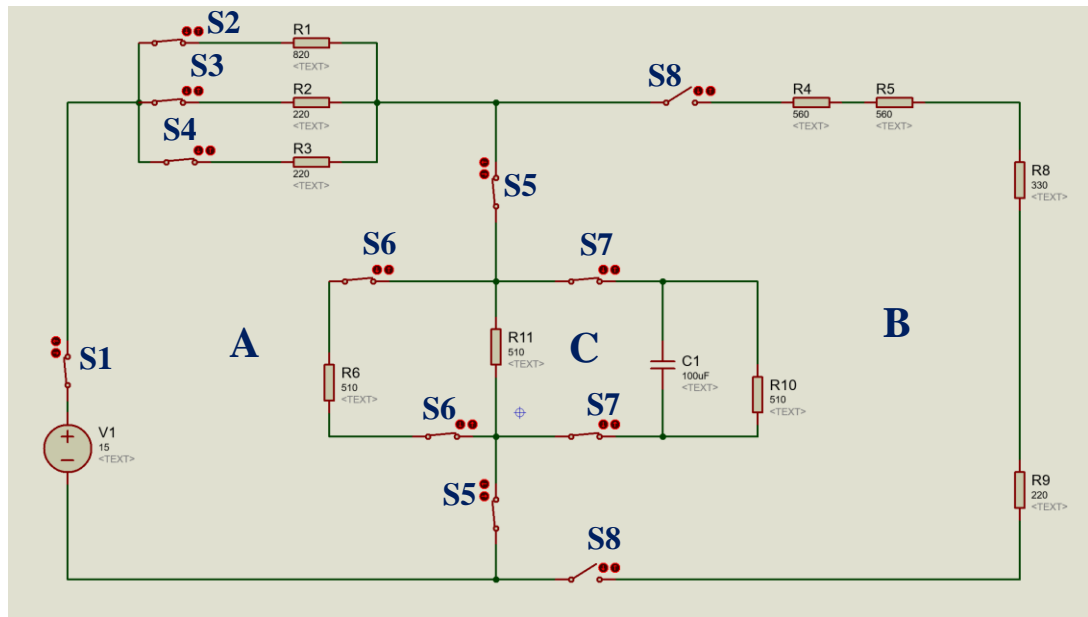 S2
R1
820
<TEXT>
S3
R2
220
<TEXT>
S4
R3
220
<TEXT>
S8
R4
560
<TEXT>
R5
560
<TEXT>
R8
330
<TEXT>
S5
S6
S7
A
R11
510
<TEXT>
C
B
S1
R6
510
<TEXT>
C1
100uF
<TEXT>
R10
510
<TEXT>
S6
S7
V1
15
<TEXT>
+
−
S5
R9
220
<TEXT>
S8